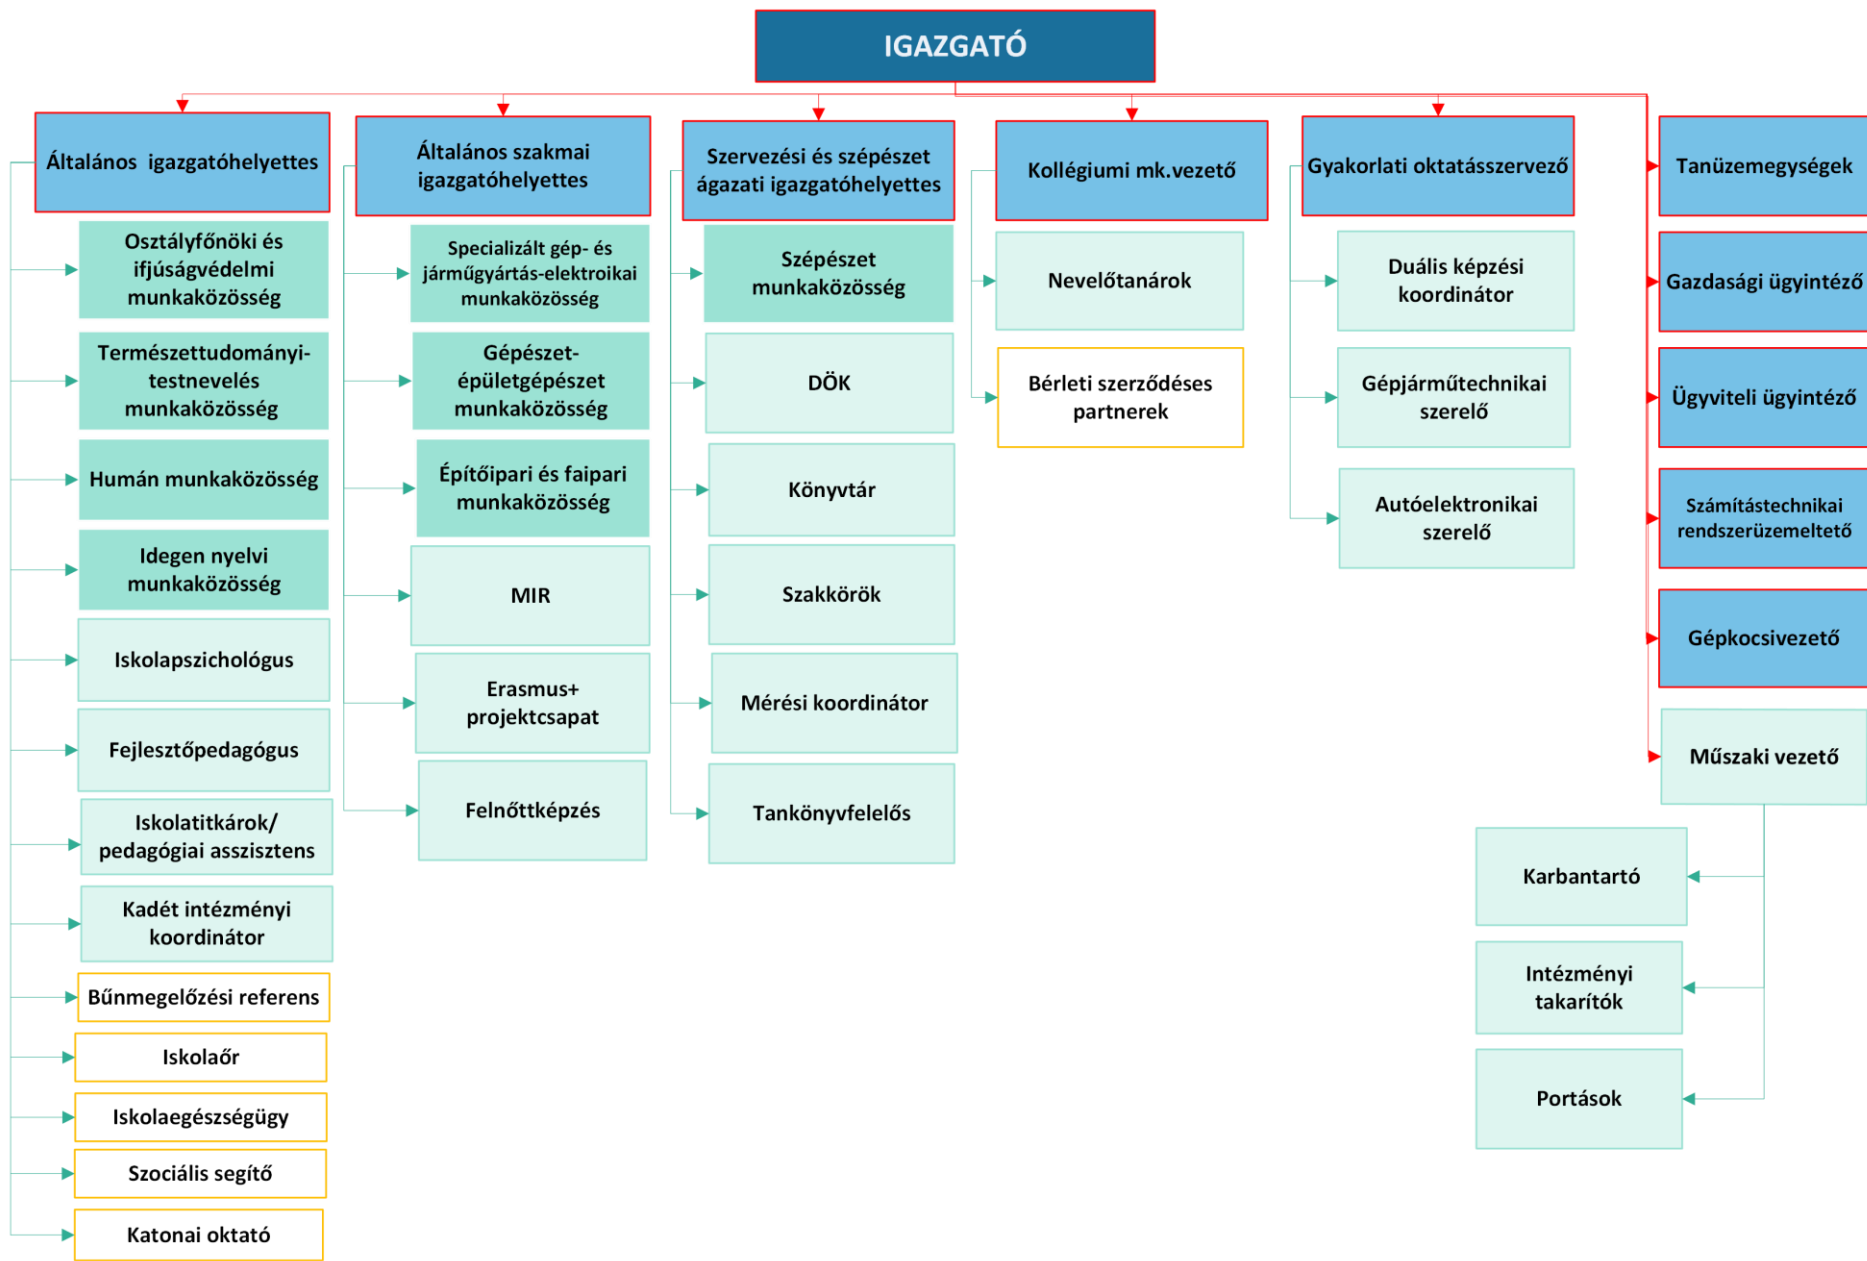 IGAZGATÓ
Általános igazgatóhelyettes
Osztályfőnöki és
ifjúságvédelmi
munkaközösség
Természettudományi-
testnevelés
munkaközösség
Humán munkaközösség
Idegen nyelvi
munkaközösség
Iskolapszichológus
Fejlesztőpedagógus
Iskolatitkárok/
pedagógiai asszisztens
Kadét intézményi
koordinátor
Bűnmegelőzési referens
Iskolaőr
Iskolaegészségügy
Szociális segítő
Katonai oktató
Általános szakmai
igazgatóhelyettes
Specializált gép- és
járműgyártás-elektroikai
munkaközösség
Gépészet-
épületgépészet
munkaközösség
Építőipari és faipari
munkaközösség
MIR
Erasmus+
projektcsapat
Felnőttképzés
Szervezési és szépészet
ágazati igazgatóhelyettes
Szépészet
munkaközösség
DÖK
Könyvtár
Szakkörök
Mérési koordinátor
Tankönyvfelelős
Kollégiumi mk.vezető
Nevelőtanárok
Bérleti szerződéses
partnerek
Gyakorlati oktatásszervező
Duális képzési
koordinátor
Gépjárműtechnikai
szerelő
Autóelektronikai
szerelő
Tanüzemegységek
Gazdasági ügyintéző
Ügyviteli ügyintéző
Számítástechnikai
rendszerüzemeltető
Gépkocsivezető
Műszaki vezető
Karbantartó
Intézményi
takarítók
Portások